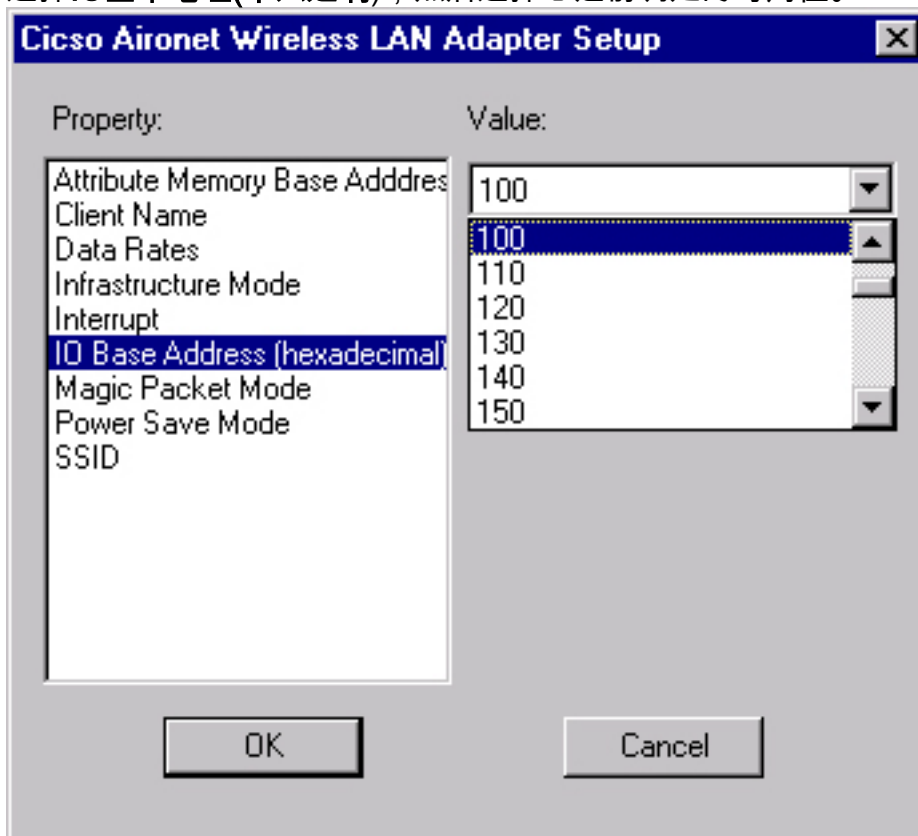 Cicso Aironet Wireless LAN Adapter Setup
Property:
Value:
Attribute Memory Base Adddres
Client Name
Data Rates
Infrastructure Mode
Interrupt
IO Base Address (hexadecimal)
Magic Packet Mode
Power Save Mode
SSID
100
100
110
120
130
140
150
OK
Cancel